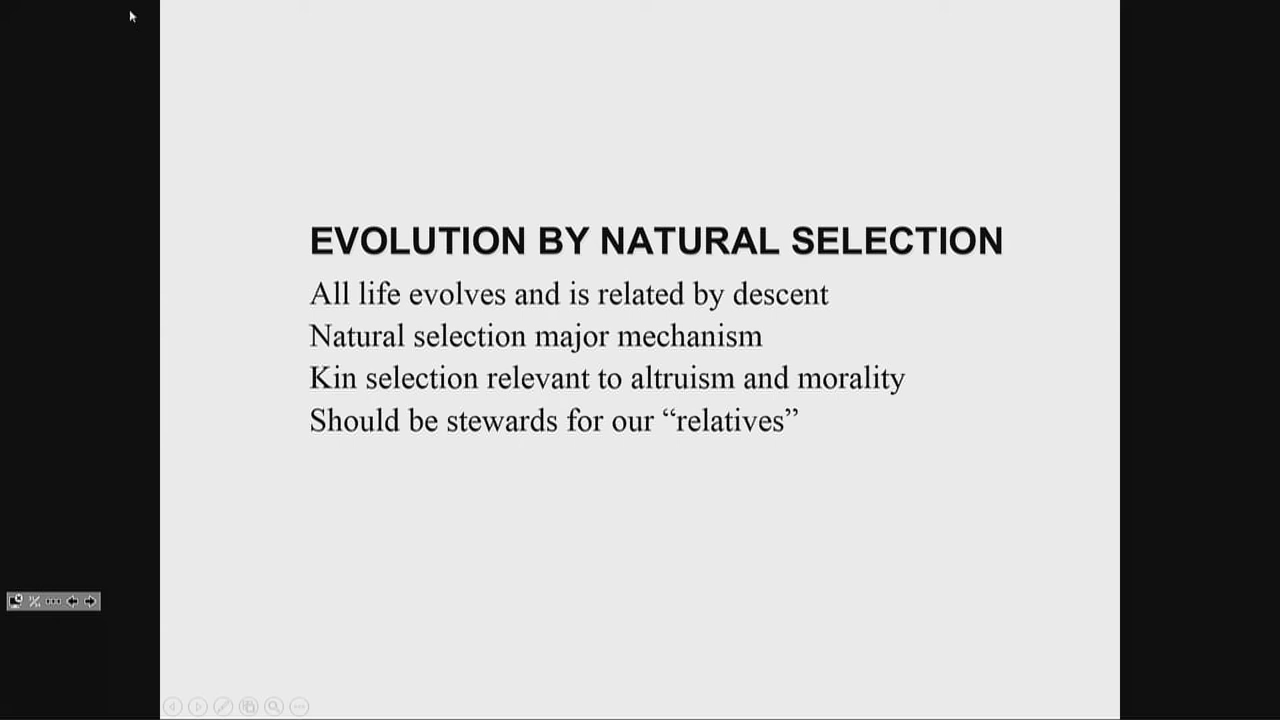 EVOLUTION BY NATURAL SELECTION
All life evolves and is related by descent
Natural selection major mechanism
Kin selection relevant to altruism and morality
Should be stewards for our “relatives”